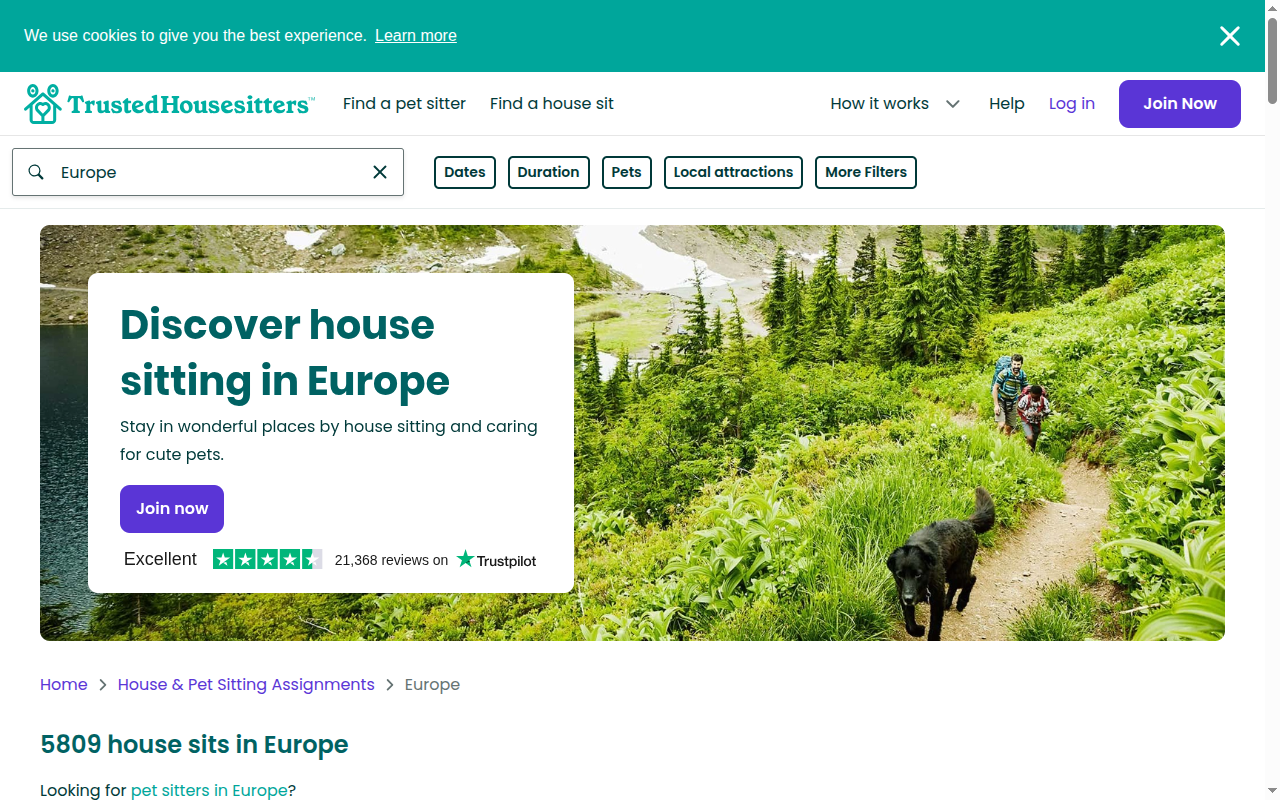 We use cookies to give you the best experience. Learn more
TrustedHousesitters™
Find a pet sitter
Find a house sit
How it works
Help
Log in
Join Now
Europe
Dates
Duration
Pets
Local attractions
More Filters
Discover house
sitting in Europe
Stay in wonderful places by house sitting and caring
for cute pets.
Join now
Excellent
21,368 reviews on
Trustpilot
Home
House & Pet Sitting Assignments
Europe
5809 house sits in Europe
Looking for pet sitters in Europe?